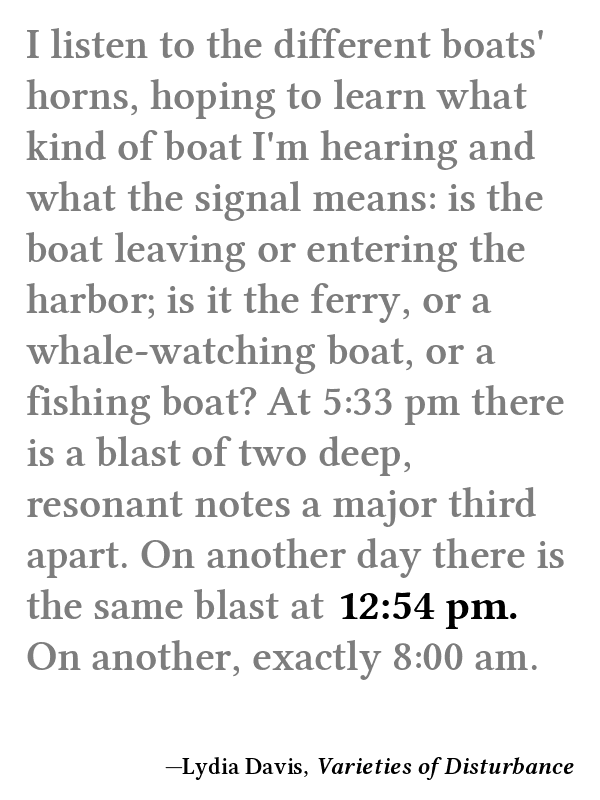 I listen to the different boats'
horns, hoping to learn what
kind of boat I'm hearing and
what the signal means: is the
boat leaving or entering the
harbor; is it the ferry, or a
whale-watching boat, or a
fishing boat? At 5:33 pm there
is a blast of two deep,
resonant notes a major third
apart. On another day there is
the same blast at 12:54 pm.
On another, exactly 8:00 am.
—Lydia Davis, Varieties of Disturbance